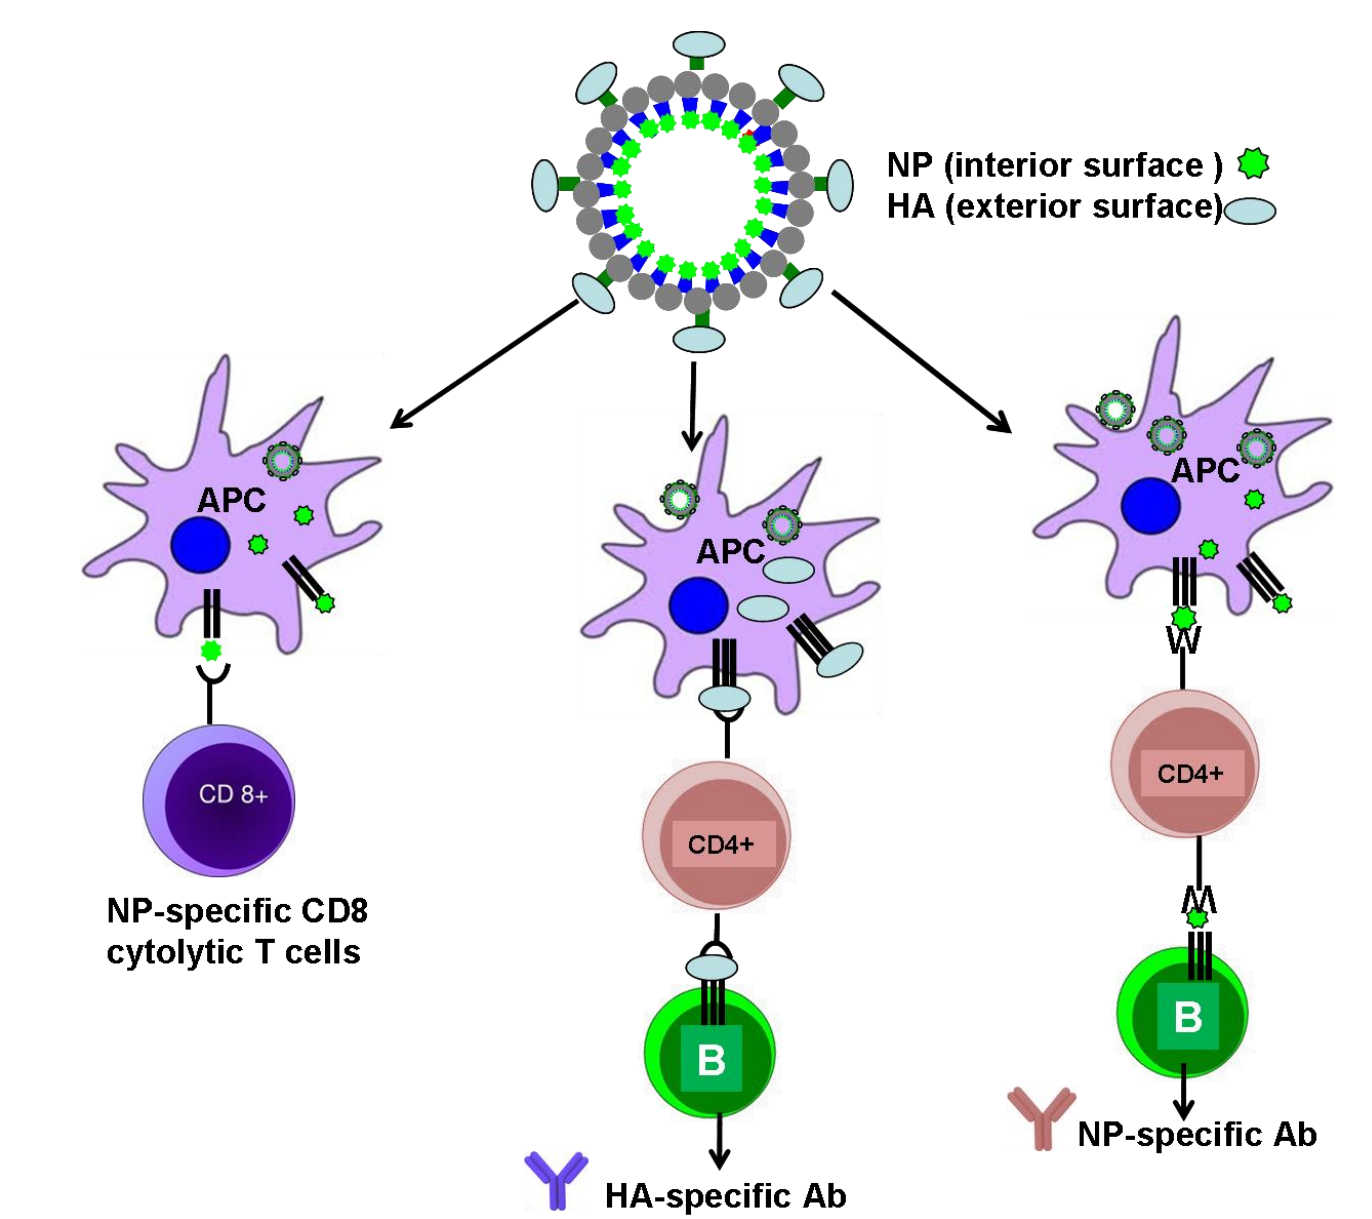 NP (interior surface )
HA (exterior surface)
APC
CD 8+
NP-specific CD8
cytolytic T cells
APC
CD4+
B
HA-specific Ab
APC
CD4+
B
NP-specific Ab